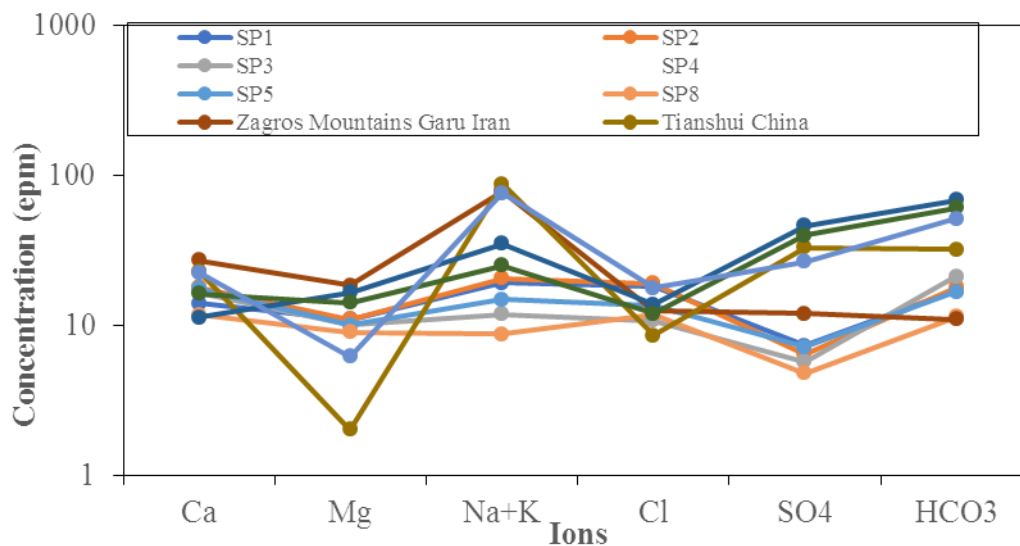 1000
SP1 SP2
SP3 SP4
SP5 SP8
Zagros Mountains Garu Iran Tianshui China
100
10
1
Concentration (epm)
Ca Mg Na+K Cl SO4 HCO3
Ions